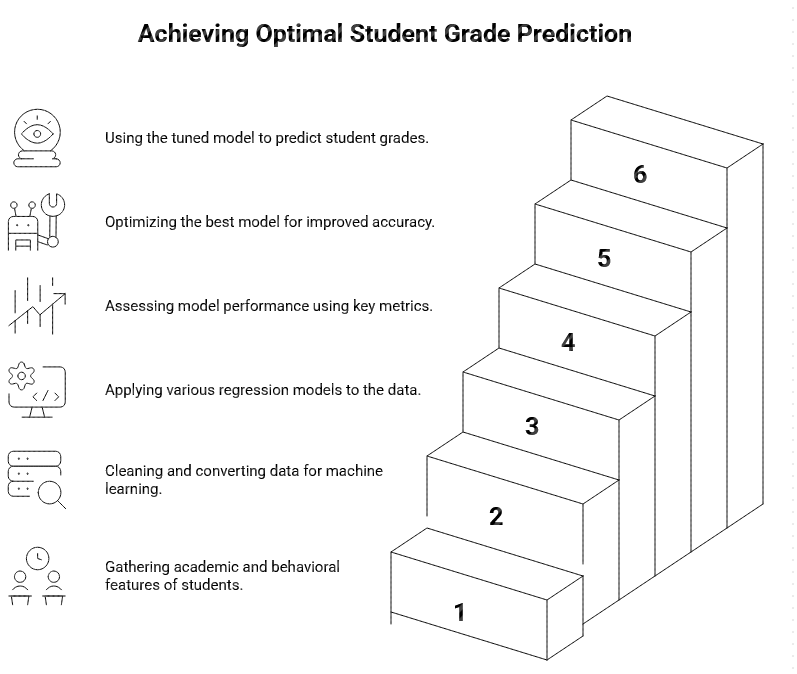 Achieving Optimal Student Grade Prediction
Using the tuned model to predict student grades.
6
Optimizing the best model for improved accuracy.
5
Assessing model performance using key metrics.
4
Applying various regression models to the data.
3
Cleaning and converting data for machine
learning.
2
Gathering academic and behavioral
features of students.
1